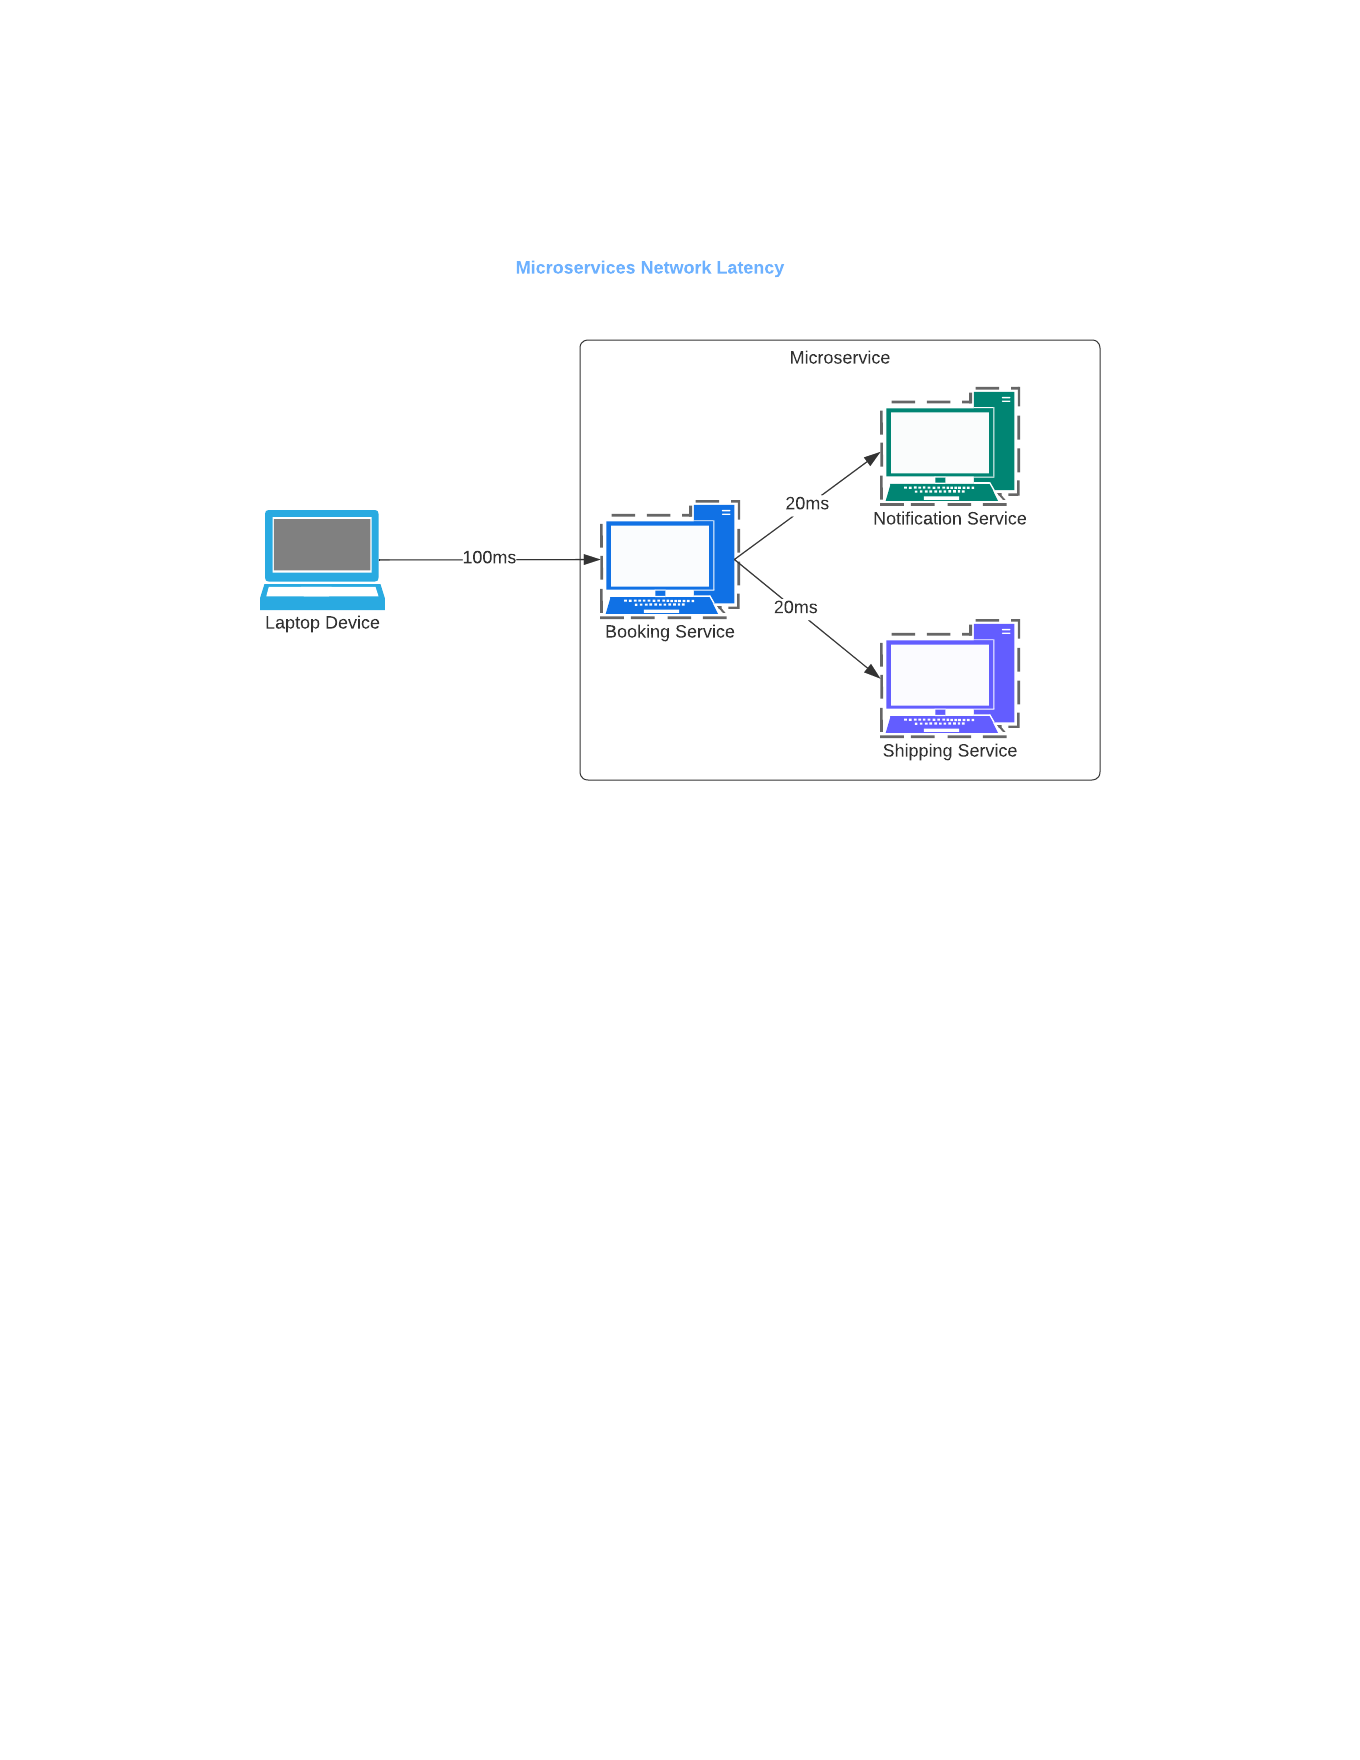 Microservices Network Latency
Microservice
20ms
Notification Service
100ms
Laptop Device
Booking Service
20ms
Shipping Service